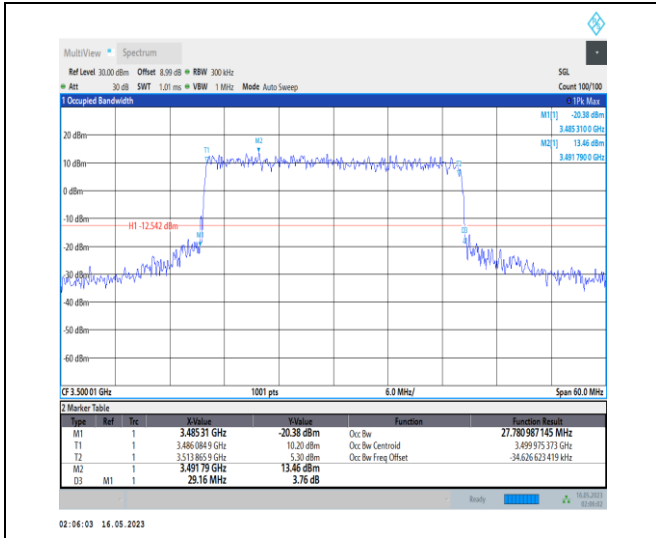 MultiView Spectrum
Ref Level 30.00 dBm Offset 8.99 dB RBW 300 kHz SGL
Att 30 dB SWT 1.01 ms VBW 1 MHz Mode Auto Sweep Count 100/100
1 Occupied Bandwidth 1Pk Max
M1[1] -20.38 dBm
3.485 310 0 GHz
M2[1] 13.46 dBm
3.491 790 0 GHz
20 dBm
M2
T1
T2
10 dBm
0 dBm
-10 dBm
H1 -12.542 dBm
M1
D3
-20 dBm
-30 dBm
-40 dBm
-50 dBm
-60 dBm
CF 3.500 01 GHz 1001 pts 6.0 MHz/ Span 60.0 MHz
2 Marker Table
Type Ref Trc X-Value Y-Value Function Function Result
M1 1 3.485 31 GHz -20.38 dBm Occ Bw 27.780 987 145 MHz
T1 1 3.486 084 9 GHz 10.20 dBm Occ Bw Centroid 3.499 975 373 GHz
T2 1 3.513 865 9 GHz 5.30 dBm Occ Bw Freq Offset -34.626 623 419 kHz
M2 1 3.491 79 GHz 13.46 dBm
D3 M1 1 29.16 MHz 3.76 dB
Ready 16.05.2023
02:06:02
02:06:03 16.05.2023